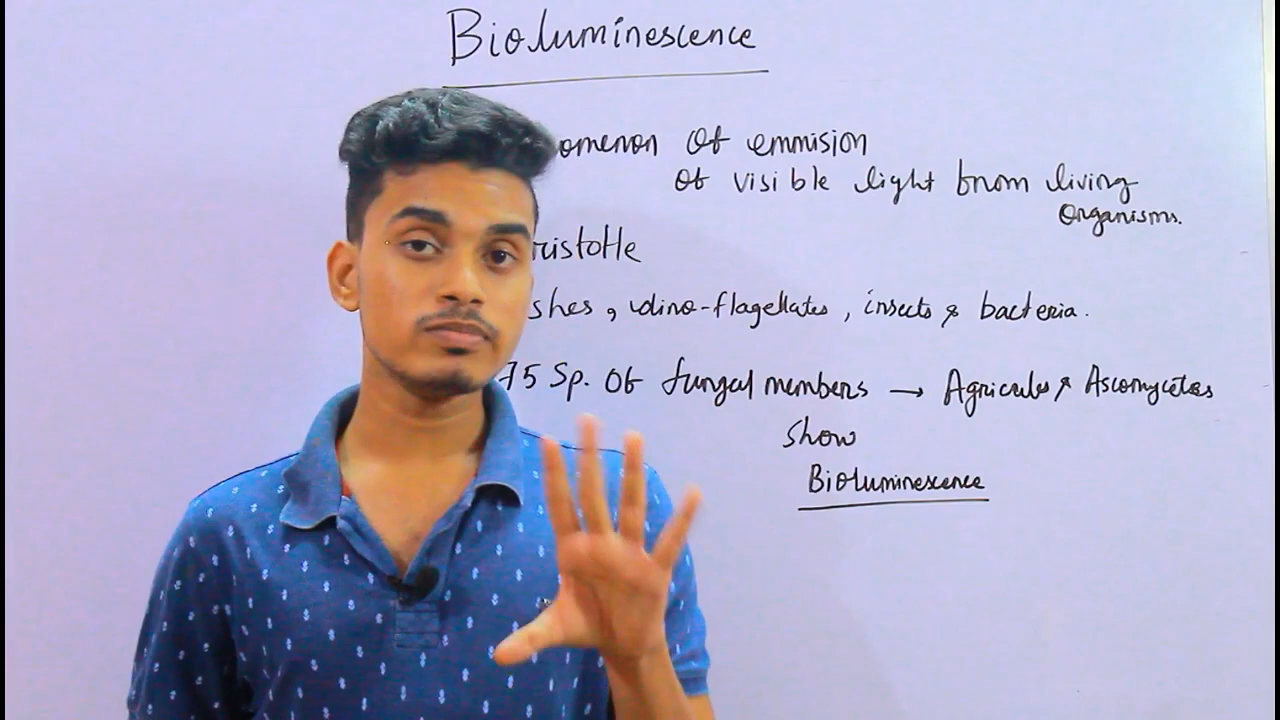 Bioluminescence
omenon of emmision
of visible light from living
organisms.
ristotle
shes, dino-flagellates, insects & bacteria.
75 Sp. of fungal members → Agricales & Ascomycetes
show
Bioluminescence